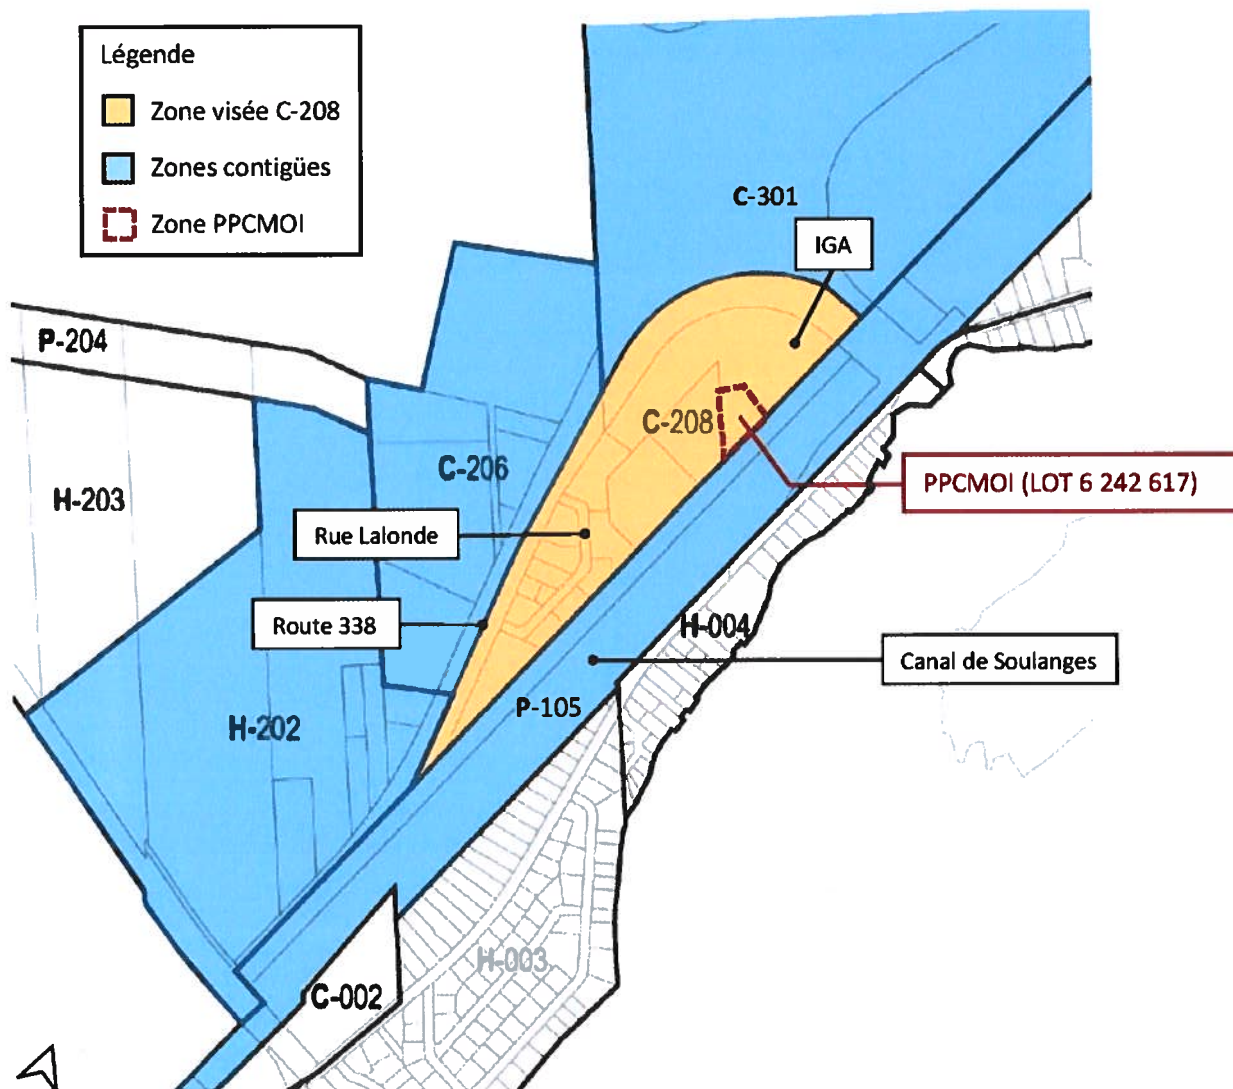 Légende
Zone visée C-208
Zones contigües
Zone PPCMOI
C-301
IGA
P-204
C-208
C-206
PPCMOI (LOT 6 242 617)
H-203
Rue Lalonde
Route 338
H-004
Canal de Soulanges
P-105
H-202
H-003
C-002